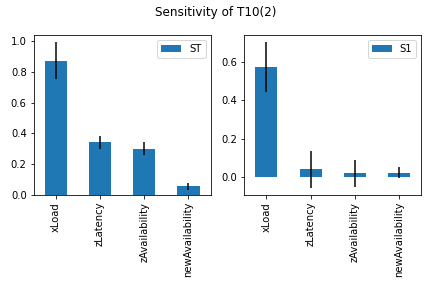 Sensitivity of T10(2)
ST
1.0
0.8
0.6
0.4
0.2
0.0
xLoad
zLatency
zAvailability
newAvailability
S1
0.6
0.4
0.2
0.0
xLoad
zLatency
zAvailability
newAvailability